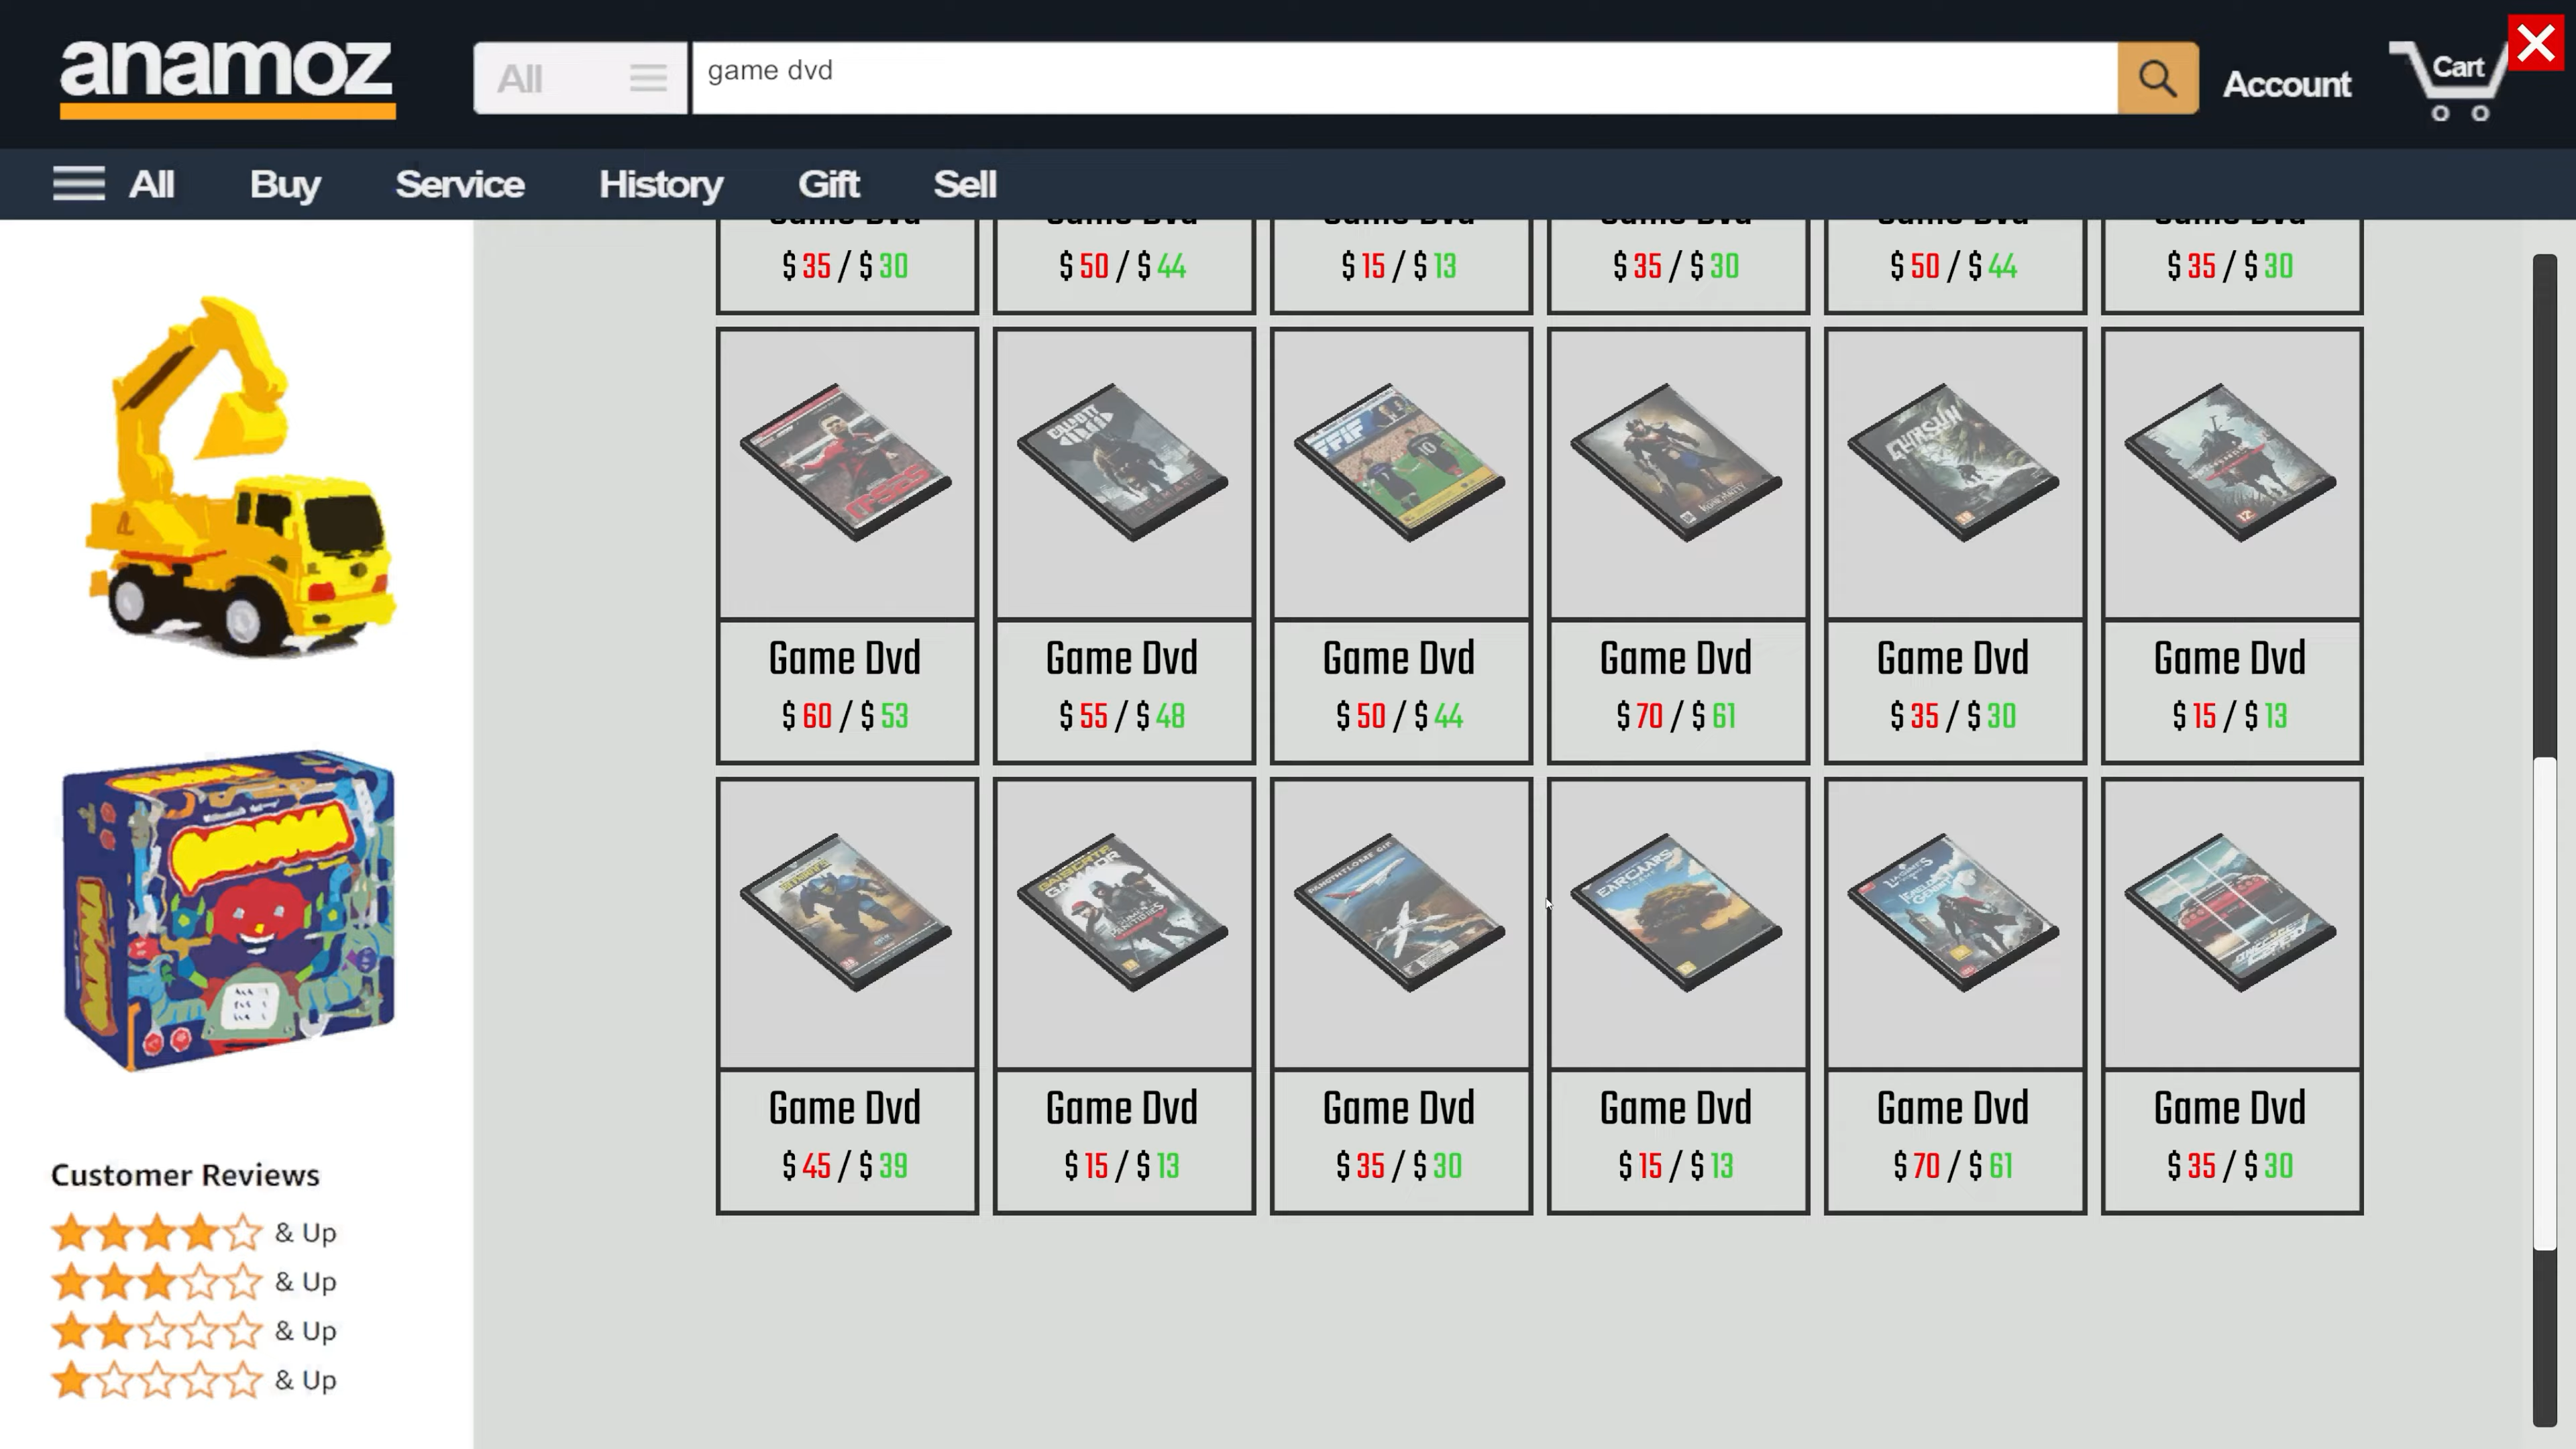 anamoz
All
game dvd
Account
Cart
All Buy Service History Gift Sell
$ 35 / $ 30
$ 50 / $ 44
$ 15 / $ 13
$ 35 / $ 30
$ 50 / $ 44
$ 35 / $ 30
Game Dvd
$ 60 / $ 53
Game Dvd
$ 55 / $ 48
FFIF
10
Game Dvd
$ 50 / $ 44
Game Dvd
$ 70 / $ 61
Game Dvd
$ 35 / $ 30
Game Dvd
$ 15 / $ 13
Game Dvd
$ 45 / $ 39
Game Dvd
$ 15 / $ 13
Game Dvd
$ 35 / $ 30
EARCAARS
Game Dvd
$ 15 / $ 13
Game Dvd
$ 70 / $ 61
Game Dvd
$ 35 / $ 30
Customer Reviews
& Up
& Up
& Up
& Up